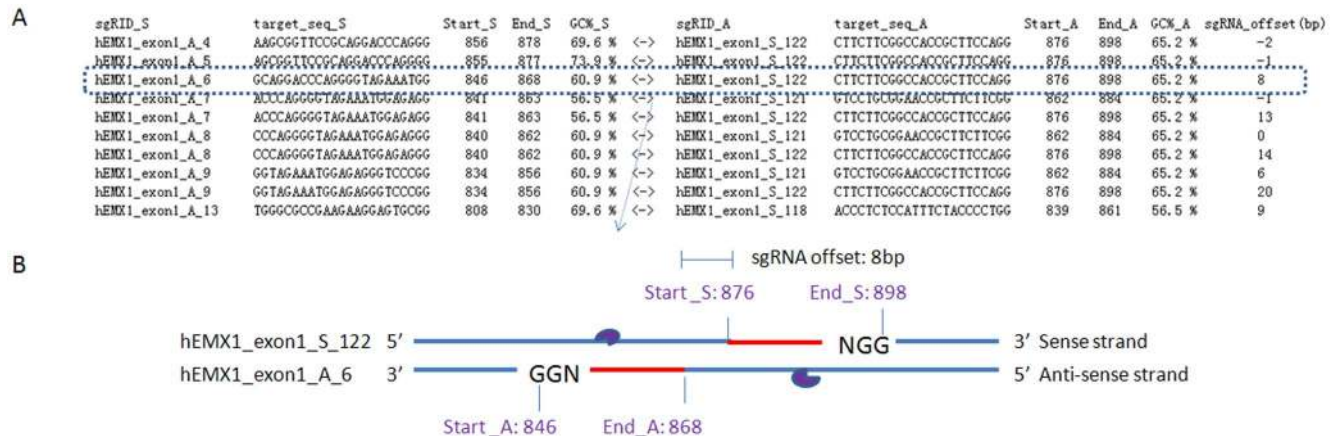 A
sgRID_S target_seq_S Start_S End_S GC%_S sgRID_A target_seq_A Start_A End_A GC%_A sgRNA_offset(bp)
hEMX1_exon1_A_4 AAGCGGTTCCGCAGGACCCAGGG 856 878 69.6 % <-> hEMX1_exon1_S_122 CTTCTTCGGCCACCGCTTCCAGG 876 898 65.2 % -2
hEMX1_exon1_A_5 AGCGGTTCCGCAGGACCCAGGGG 855 877 73.9 % <-> hEMX1_exon1_S_122 CTTCTTCGGCCACCGCTTCCAGG 876 898 65.2 % -1
hEMX1_exon1_A_6 GCAGGACCCAGGGGTAGAAATGG 846 868 60.9 % <-> hEMX1_exon1_S_122 CTTCTTCGGCCACCGCTTCCAGG 876 898 65.2 % 8
hEMX1_exon1_A_7 ACCCAGGGGTAGAAATGGAGAGG 841 863 56.5 % <-> hEMX1_exon1_S_121 GTCCTGCGGAACCGCTTCTTCGG 862 884 65.2 % -1
hEMX1_exon1_A_7 ACCCAGGGGTAGAAATGGAGAGG 841 863 56.5 % <-> hEMX1_exon1_S_122 CTTCTTCGGCCACCGCTTCCAGG 876 898 65.2 % 13
hEMX1_exon1_A_8 CCCAGGGGTAGAAATGGAGAGGG 840 862 60.9 % <-> hEMX1_exon1_S_121 GTCCTGCGGAACCGCTTCTTCGG 862 884 65.2 % 0
hEMX1_exon1_A_8 CCCAGGGGTAGAAATGGAGAGGG 840 862 60.9 % <-> hEMX1_exon1_S_122 CTTCTTCGGCCACCGCTTCCAGG 876 898 65.2 % 14
hEMX1_exon1_A_9 GGTAGAAATGGAGAGGGTCCCGG 834 856 60.9 % <-> hEMX1_exon1_S_121 GTCCTGCGGAACCGCTTCTTCGG 862 884 65.2 % 6
hEMX1_exon1_A_9 GGTAGAAATGGAGAGGGTCCCGG 834 856 60.9 % <-> hEMX1_exon1_S_122 CTTCTTCGGCCACCGCTTCCAGG 876 898 65.2 % 20
hEMX1_exon1_A_13 TGGGCGCCGAAGAAGGAGTGCGG 808 830 69.6 % <-> hEMX1_exon1_S_118 ACCCTCTCCATTTCTACCCCTGG 839 861 56.5 % 9
B
sgRNA offset: 8bp
Start_S: 876 End_S: 898
hEMX1_exon1_S_122 5′ NGG 3′ Sense strand
hEMX1_exon1_A_6 3′ GGN 5′ Anti-sense strand
Start_A: 846 End_A: 868